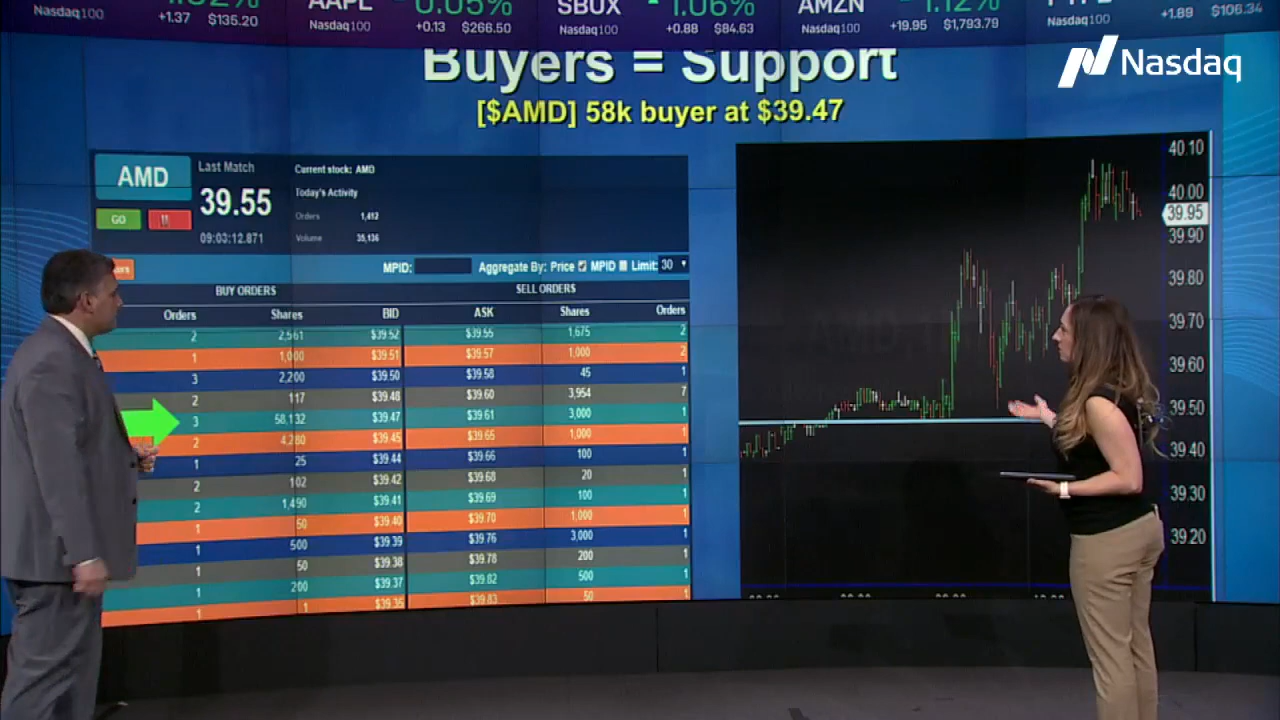 1.02%
AAPL
0.05%
SBUX
1.06%
AMZN
1.12%
Nasdaq100
+1.37 $135.20
Nasdaq100
+0.13 $266.50
Nasdaq100
+0.88 $84.63
Nasdaq100
+19.95 $1,793.79
Nasdaq100
+1.89 $106.34
Buyers = Support
Nasdaq
[$AMD] 58k buyer at $39.47
AMD
Last Match
39.55
GO
09:03:12.871
Current stock: AMD
Today's Activity
Orders 1,412
Volume 35,136
MPID: Aggregate By: Price MPID Limit: 30
BUY ORDERS SELL ORDERS
Orders Shares BID ASK Shares Orders
2 2,561 $39.52 $39.55 1,675 2
1 1,000 $39.51 $39.57 1,000 2
3 2,200 $39.50 $39.58 45 1
2 117 $39.48 $39.60 3,954 7
3 58,132 $39.47 $39.61 3,000 1
2 4,280 $39.45 $39.65 1,000 1
1 25 $39.44 $39.66 100 1
2 102 $39.42 $39.68 20 1
2 1,490 $39.41 $39.69 100 1
1 50 $39.40 $39.70 1,000 1
1 500 $39.39 $39.76 3,000 1
1 50 $39.38 $39.78 200 1
1 200 $39.37 $39.82 500 1
1 1 $39.35 $39.83 50 1
40.10
40.00
39.95
39.90
39.80
39.70
39.60
39.50
39.40
39.30
39.20